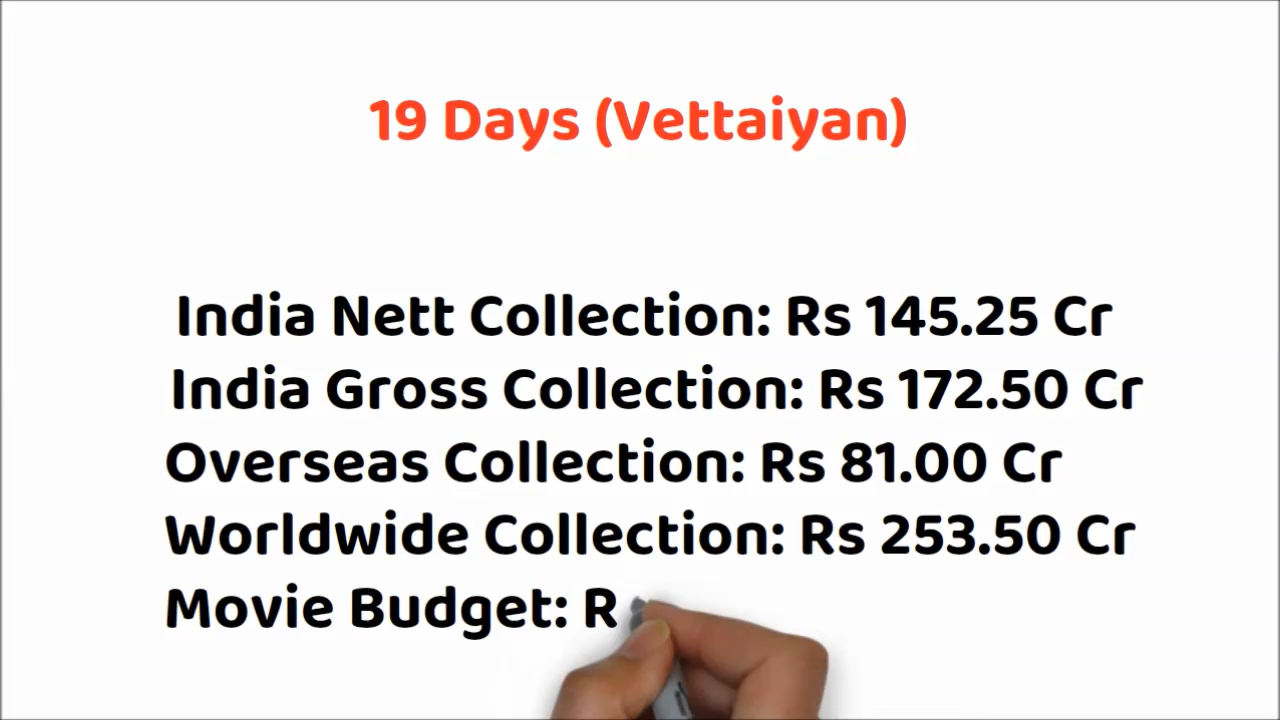 19 Days (Vettaiyan)
India Nett Collection: Rs 145.25 Cr
India Gross Collection: Rs 172.50 Cr
Overseas Collection: Rs 81.00 Cr
Worldwide Collection: Rs 253.50 Cr
Movie Budget: R